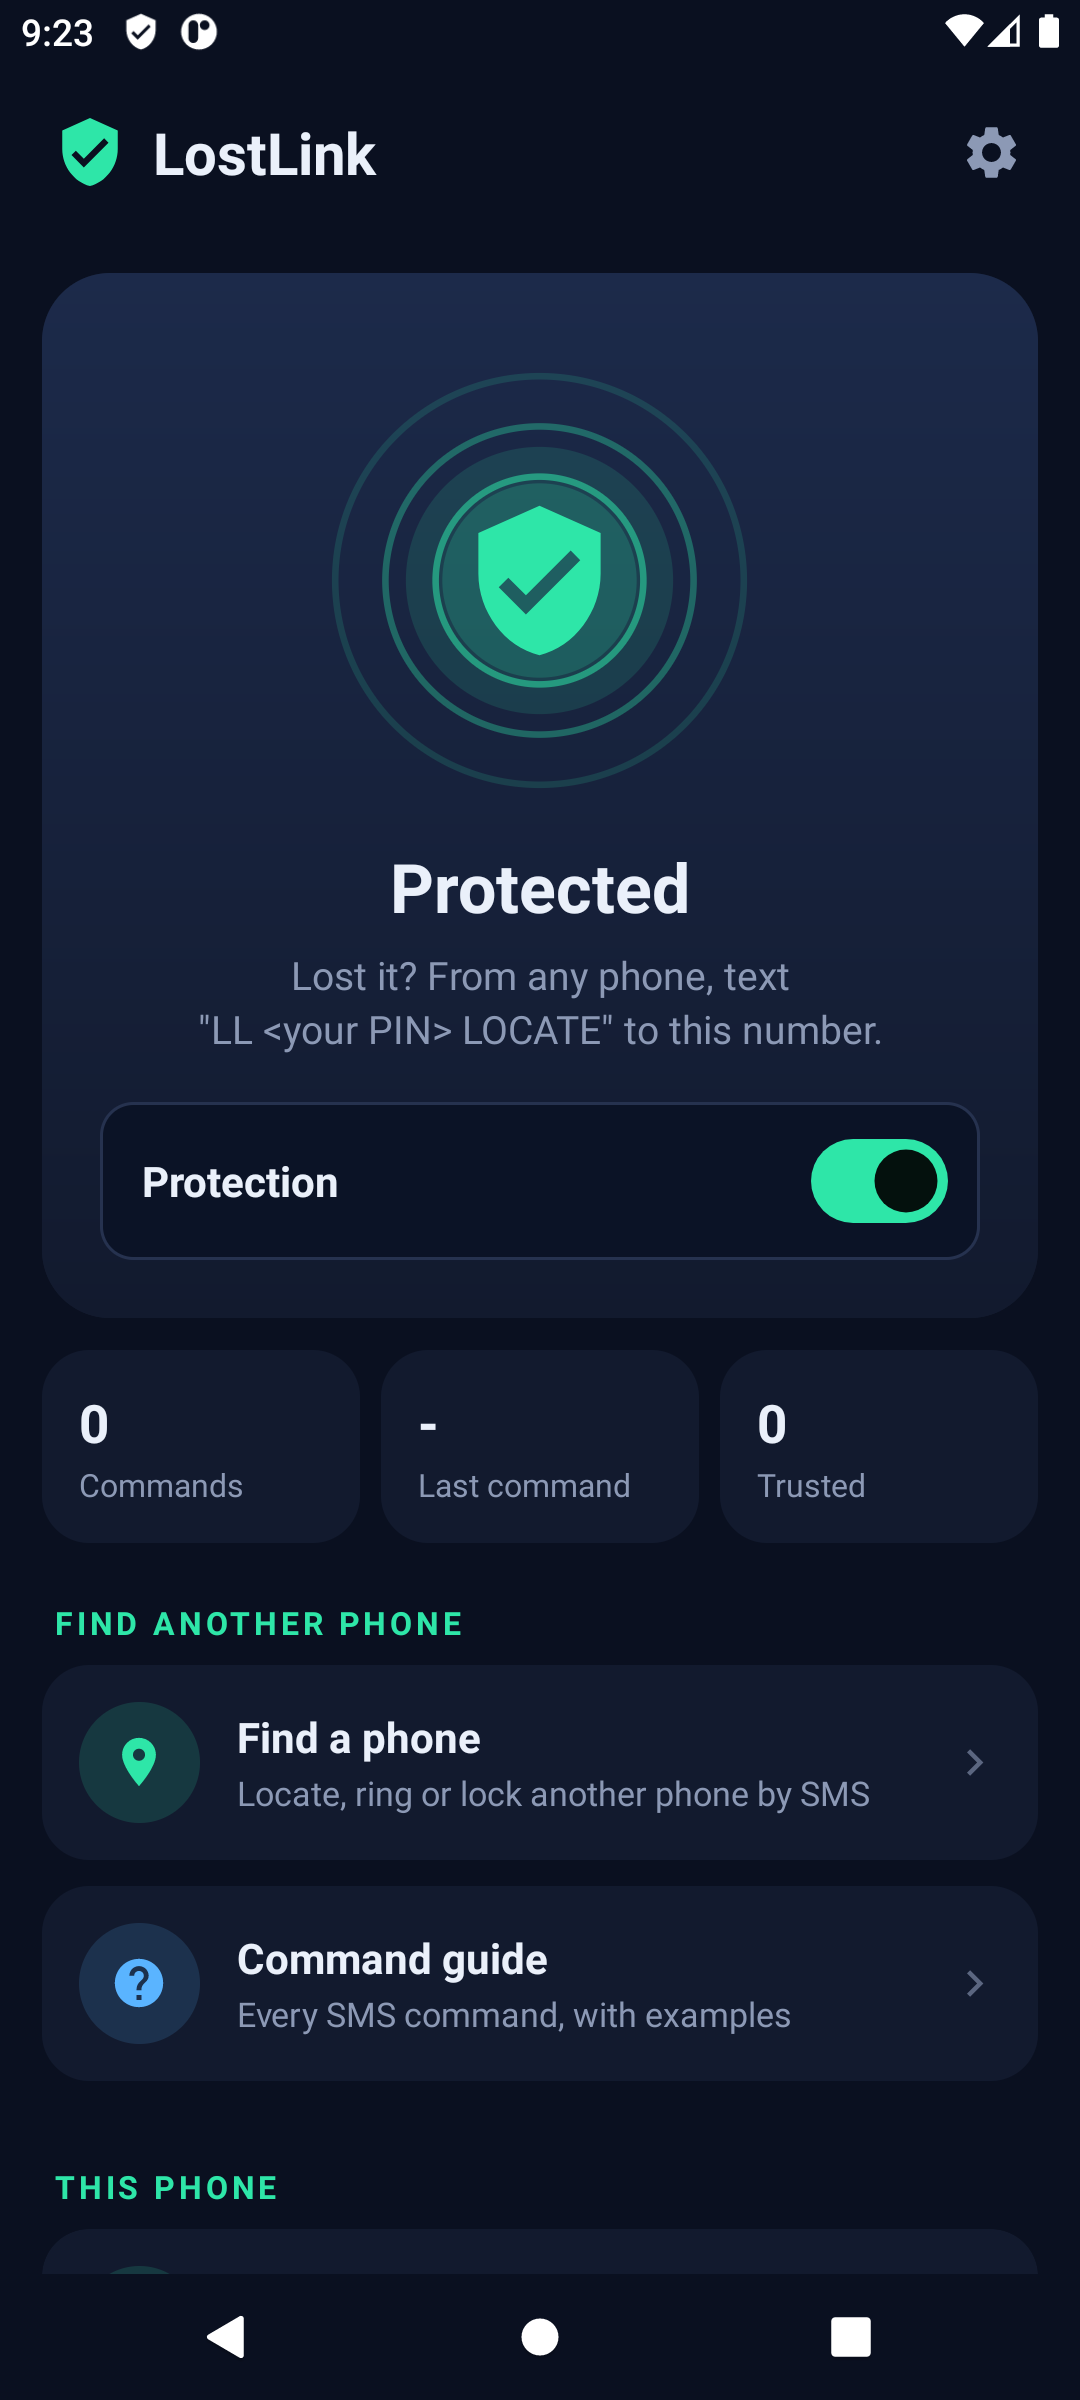 9:23
LostLink
Protected
Lost it? From any phone, text
"LL <your PIN> LOCATE" to this number.
Protection
0
Commands
-
Last command
0
Trusted
FIND ANOTHER PHONE
Find a phone
Locate, ring or lock another phone by SMS
Command guide
Every SMS command, with examples
THIS PHONE